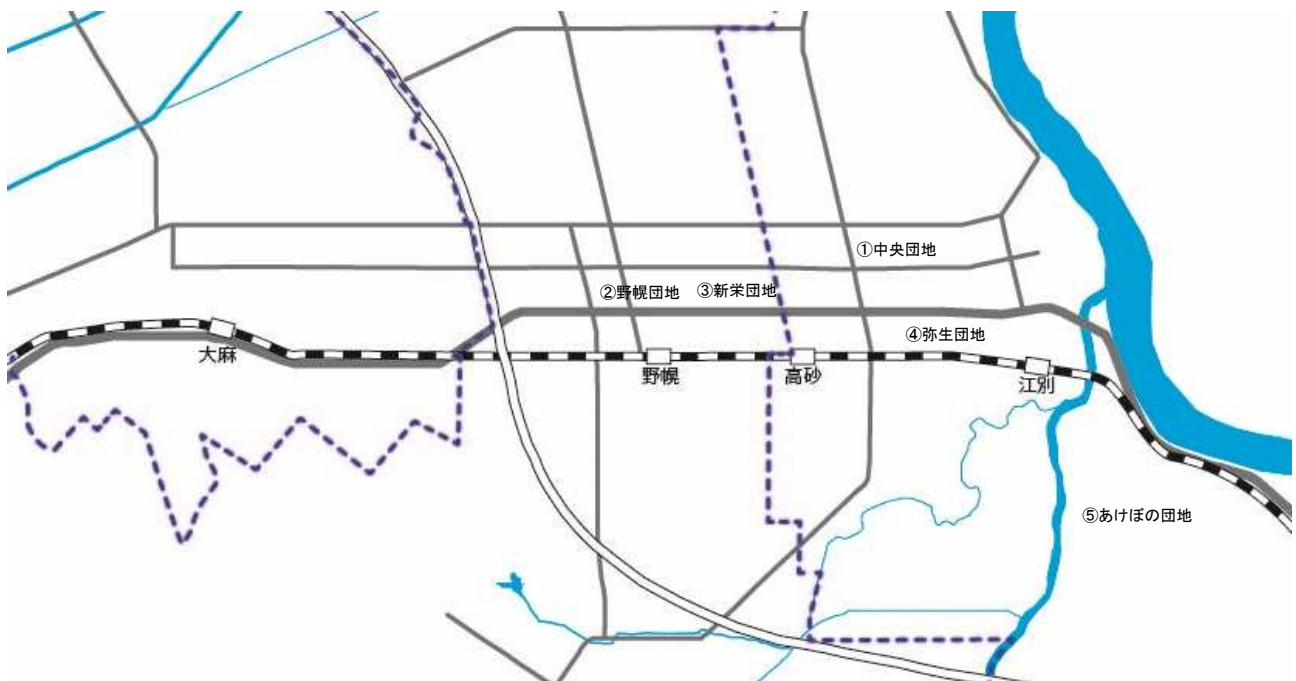 ①中央団地
②野幌団地
③新栄団地
④弥生団地
大麻
野幌
高砂
江別
⑤あけぼの団地